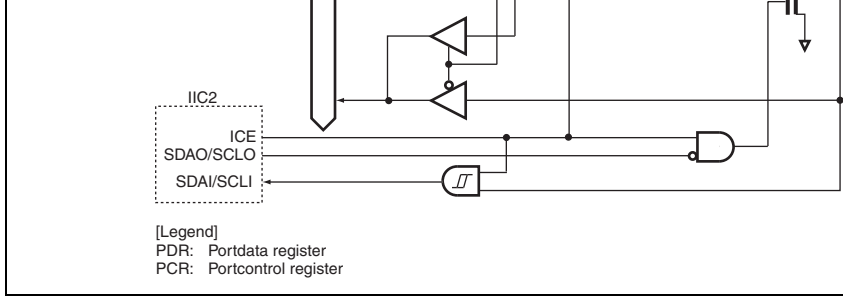 IIC2
ICE
SDAO/SCLO
SDAI/SCLI
[Legend]
PDR: Portdata register
PCR: Portcontrol register